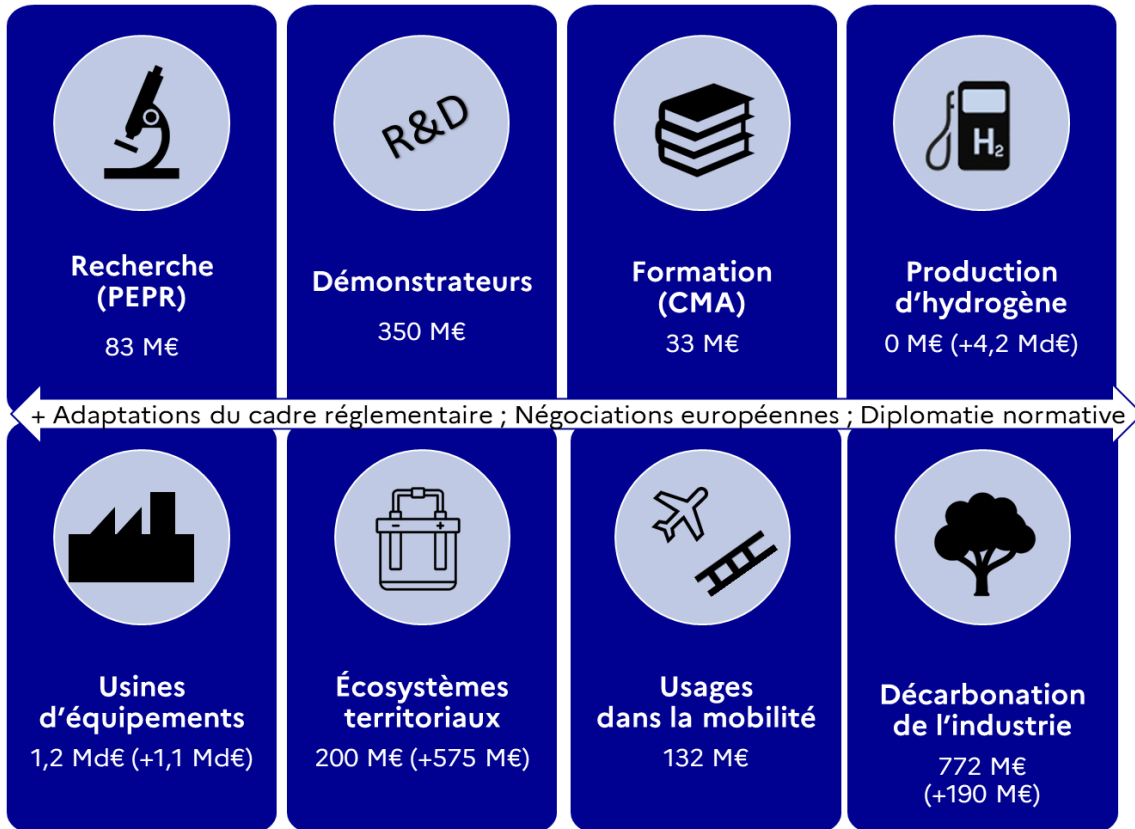 R&D
H₂
Recherche
(PEPR)
83 M€
Démonstrateurs
350 M€
Formation
(CMA)
33 M€
Production
d’hydrogène
0 M€ (+4,2 Md€)
+ Adaptations du cadre réglementaire ; Négociations européennes ; Diplomatie normative
- +
Usines
d’équipements
1,2 Md€ (+1,1 Md€)
Écosystèmes
territoriaux
200 M€ (+575 M€)
Usages
dans la mobilité
132 M€
Décarbonation
de l’industrie
772 M€
(+190 M€)